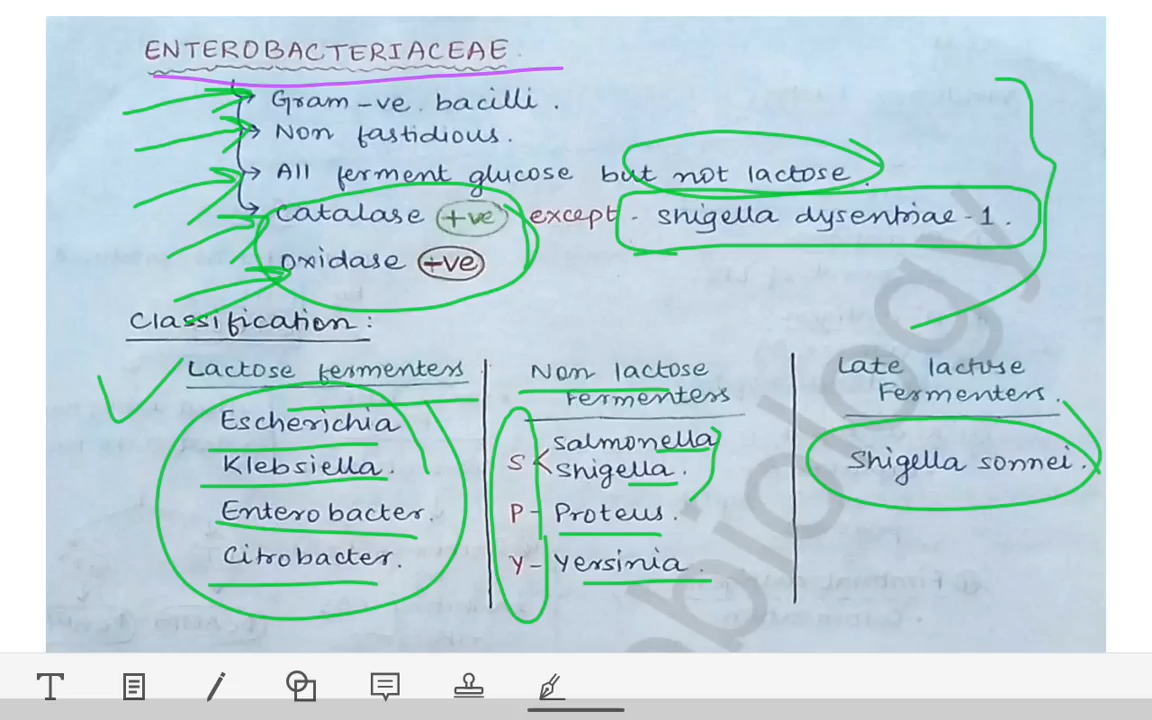 ENTEROBACTERIACEAE
→ Gram -ve bacilli.
→ Non fastidious.
→ All ferment glucose but not lactose.
→ Catalase +ve except - Shigella dysentriae - 1.
Oxidase +ve
Classification :
Lactose fermenters
Escherichia
Klebsiella.
Enterobacter.
Citrobacter.
Non lactose
Fermenters
S < Salmonella
Shigella.
P - Proteus.
Y - Yersinia.
Late lactose
Fermenters.
Shigella sonnei.